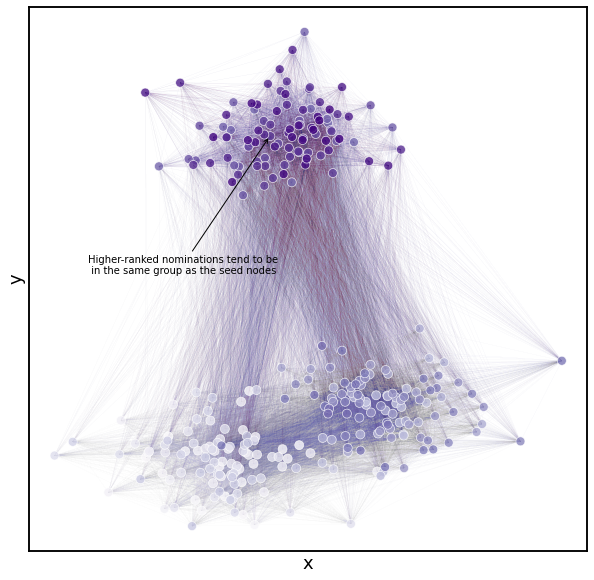 Higher-ranked nominations tend to be
in the same group as the seed nodes
y
x